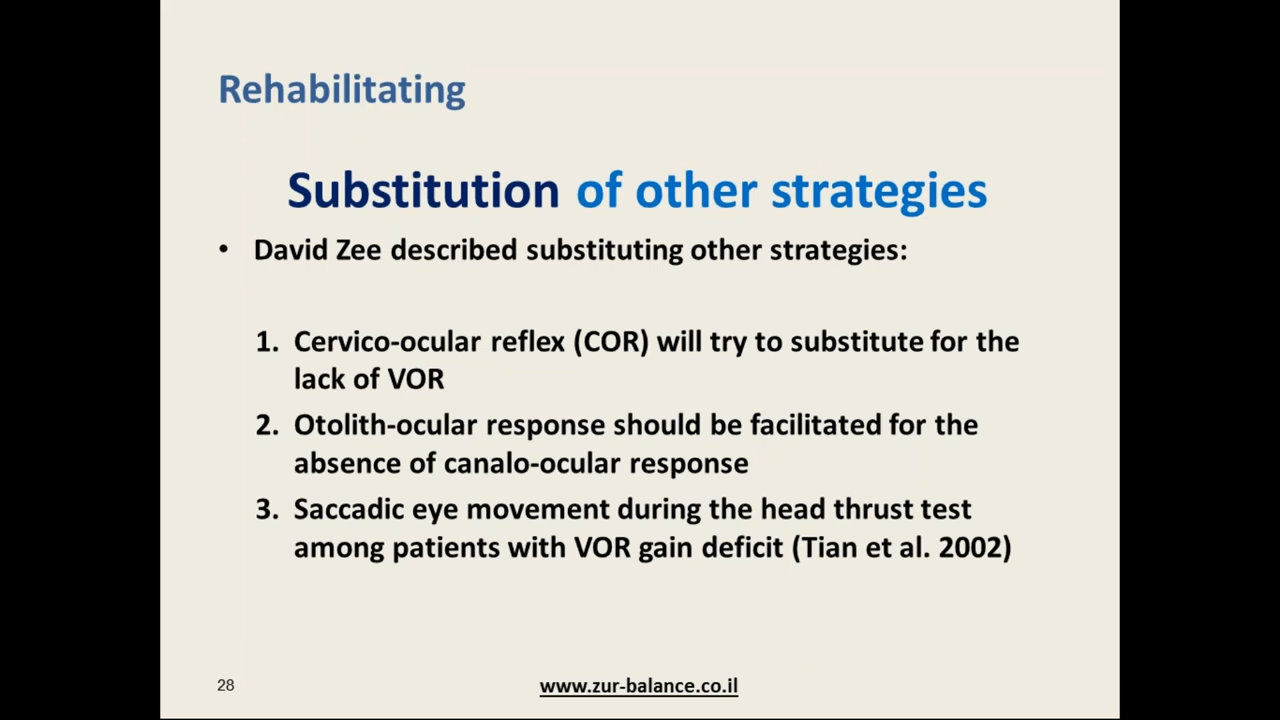 Rehabilitating
Substitution of other strategies
• David Zee described substituting other strategies:
1. Cervico-ocular reflex (COR) will try to substitute for the
lack of VOR
2. Otolith-ocular response should be facilitated for the
absence of canalo-ocular response
3. Saccadic eye movement during the head thrust test
among patients with VOR gain deficit (Tian et al. 2002)
28
www.zur-balance.co.il